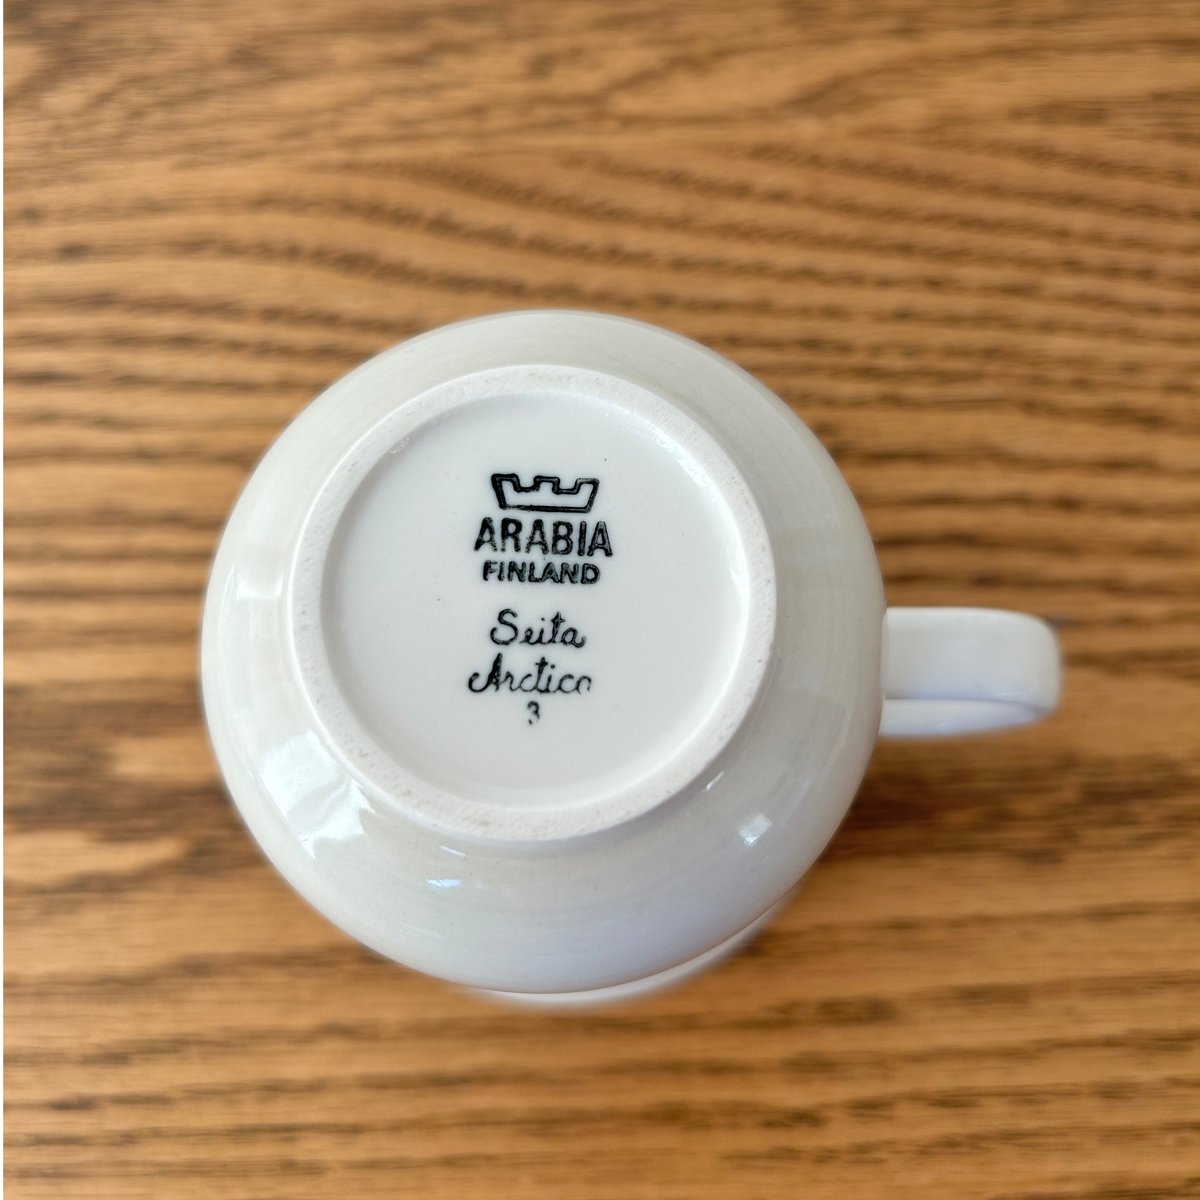 ARABIA
FINLAND
Seita
Arctica
3